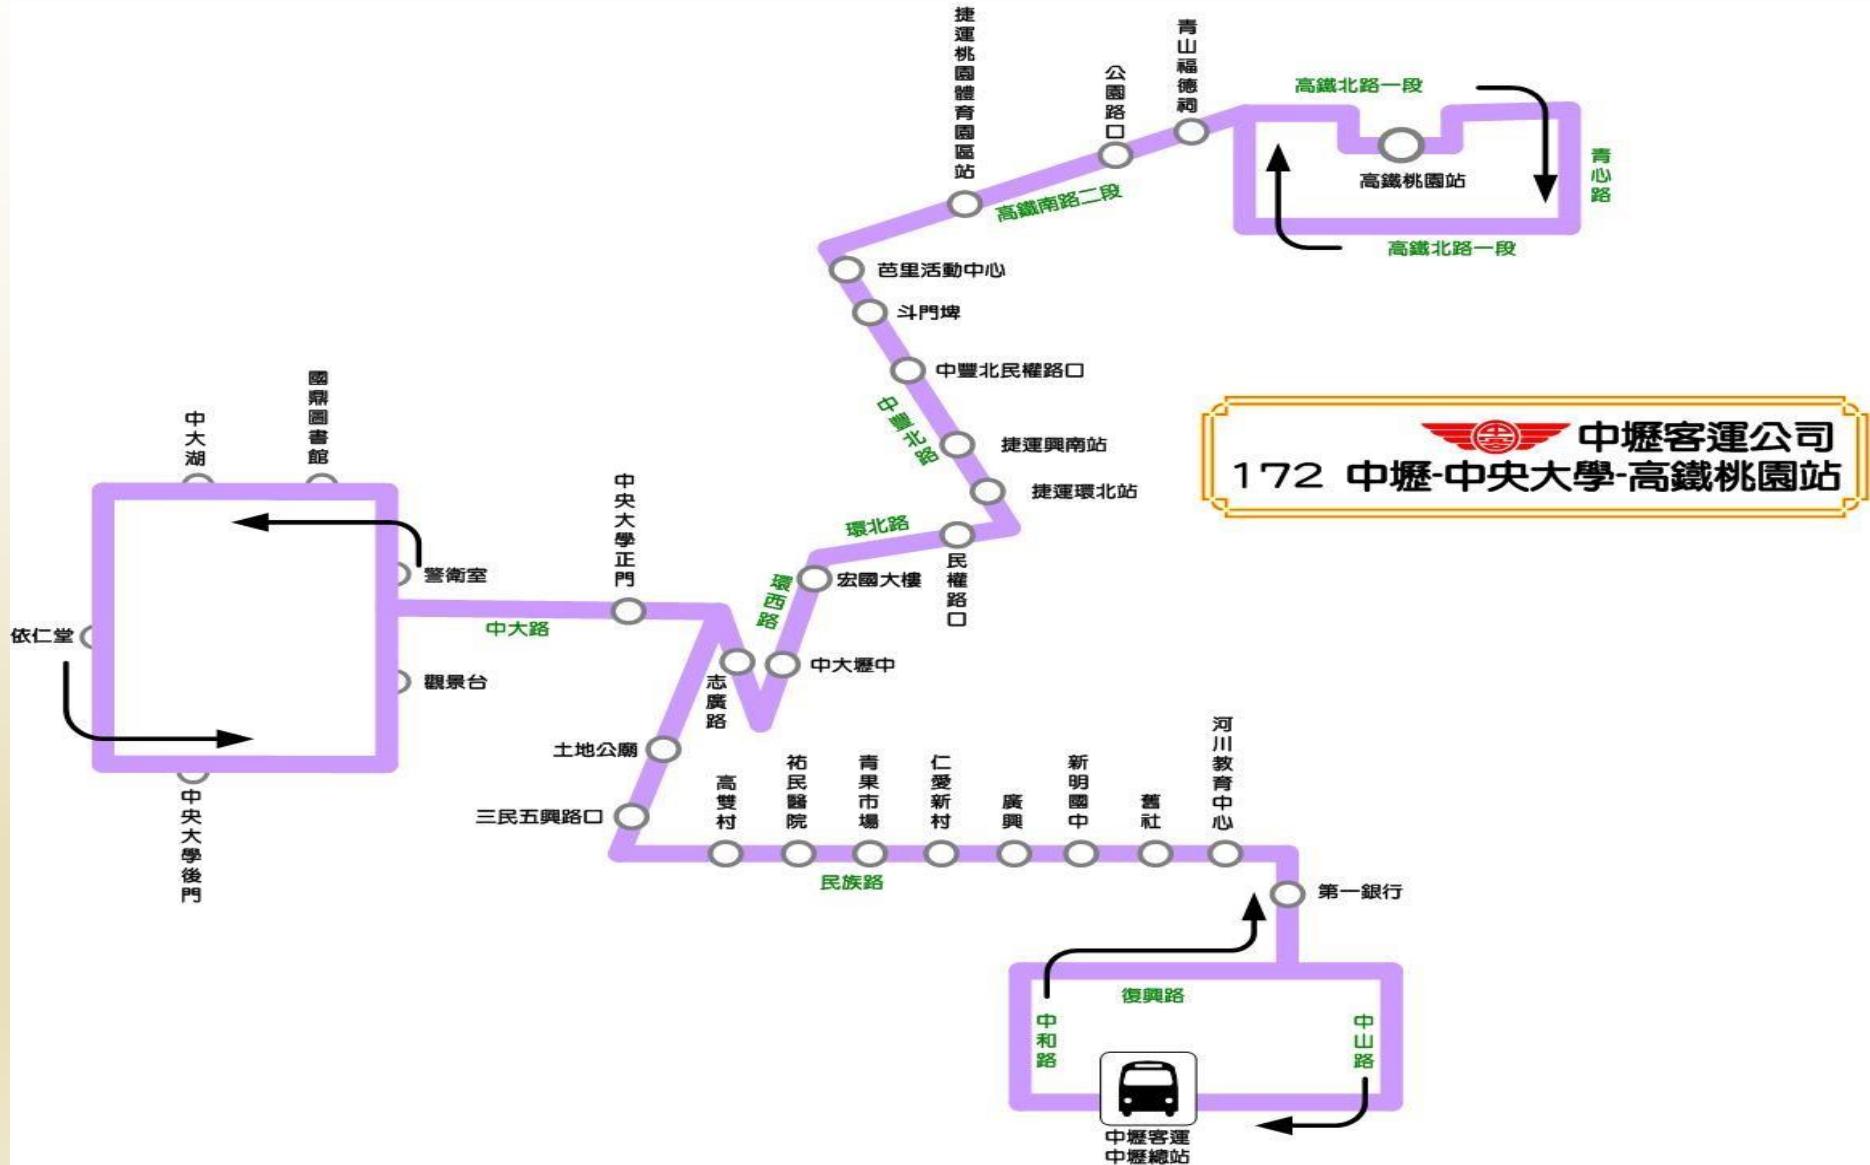 捷運桃園體育園區站
公園路口
青山福德祠
高鐵北路一段
高鐵桃園站
青心路
高鐵北路一段
高鐵南路二段
芭里活動中心
斗門埤
中豐北民權路口
中豐北路
捷運興南站
捷運環北站
中壢客運公司
172 中壢-中央大學-高鐵桃園站
環北路
民權路口
宏國大樓
環西路
中大壢中
志廣路
中央大學正門
中大路
國鼎圖書館
中大湖
警衛室
依仁堂
觀景台
中央大學後門
土地公廟
三民五興路口
高雙村
祐民醫院
青果市場
仁愛新村
廣興
新明國中
舊社
河川教育中心
民族路
第一銀行
復興路
中和路
中山路
中壢客運
中壢總站